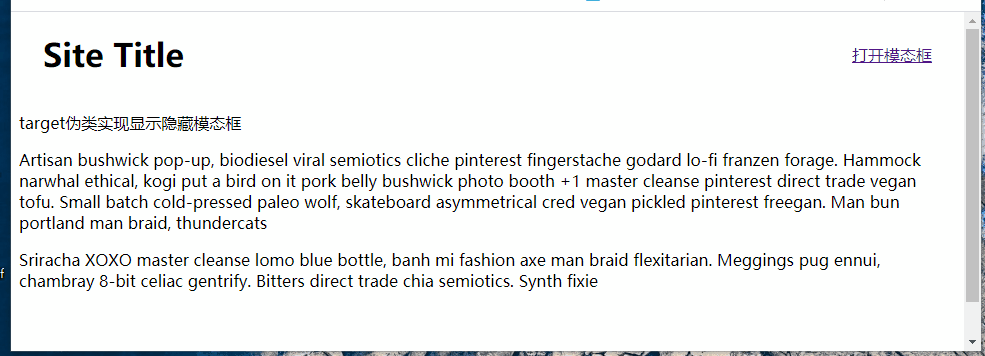 Site Title
打开模态框
target伪类实现显示隐藏模态框
Artisan bushwick pop-up, biodiesel viral semiotics cliche pinterest fingerstache godard lo-fi franzen forage. Hammock
narwhal ethical, kogi put a bird on it pork belly bushwick photo booth +1 master cleanse pinterest direct trade vegan
tofu. Small batch cold-pressed paleo wolf, skateboard asymmetrical cred vegan pickled pinterest freegan. Man bun
portland man braid, thundercats
Sriracha XOXO master cleanse lomo blue bottle, banh mi fashion axe man braid flexitarian. Meggings pug ennui,
f
chambray 8-bit celiac gentrify. Bitters direct trade chia semiotics. Synth fixie